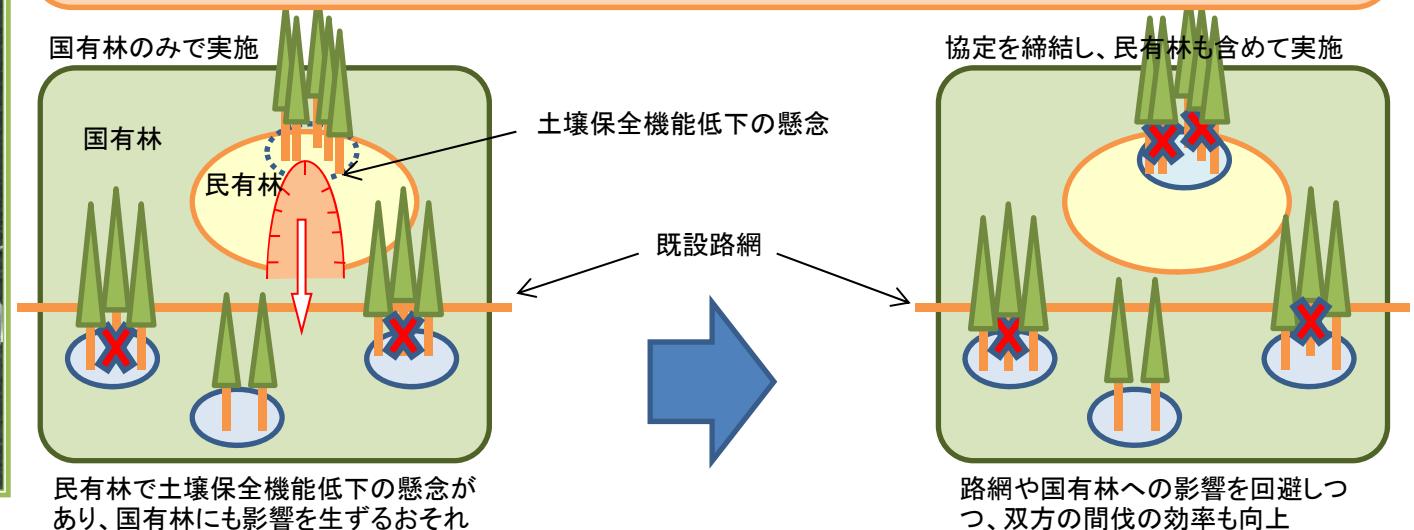 国有林のみで実施
国有林
民有林
民有林で土壌保全機能低下の懸念が
あり、国有林にも影響を生ずるおそれ
土壌保全機能低下の懸念
既設路網
協定を締結し、民有林も含めて実施
路網や国有林への影響を回避しつ
つ、双方の間伐の効率も向上